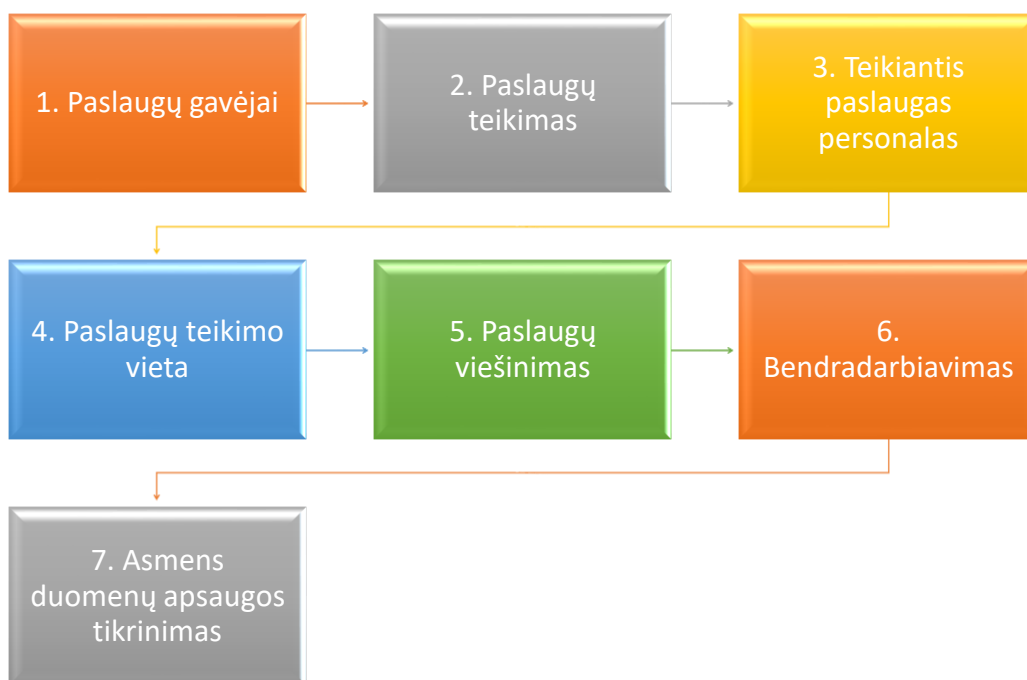 1. Paslaugų gavėjai
2. Paslaugų
teikimas
3. Teikiantis
paslaugas
personalas
4. Paslaugų teikimo
vieta
5. Paslaugų
viešinimas
6.
Bendradarbiavimas
7. Asmens
duomenų apsaugos
tikrinimas